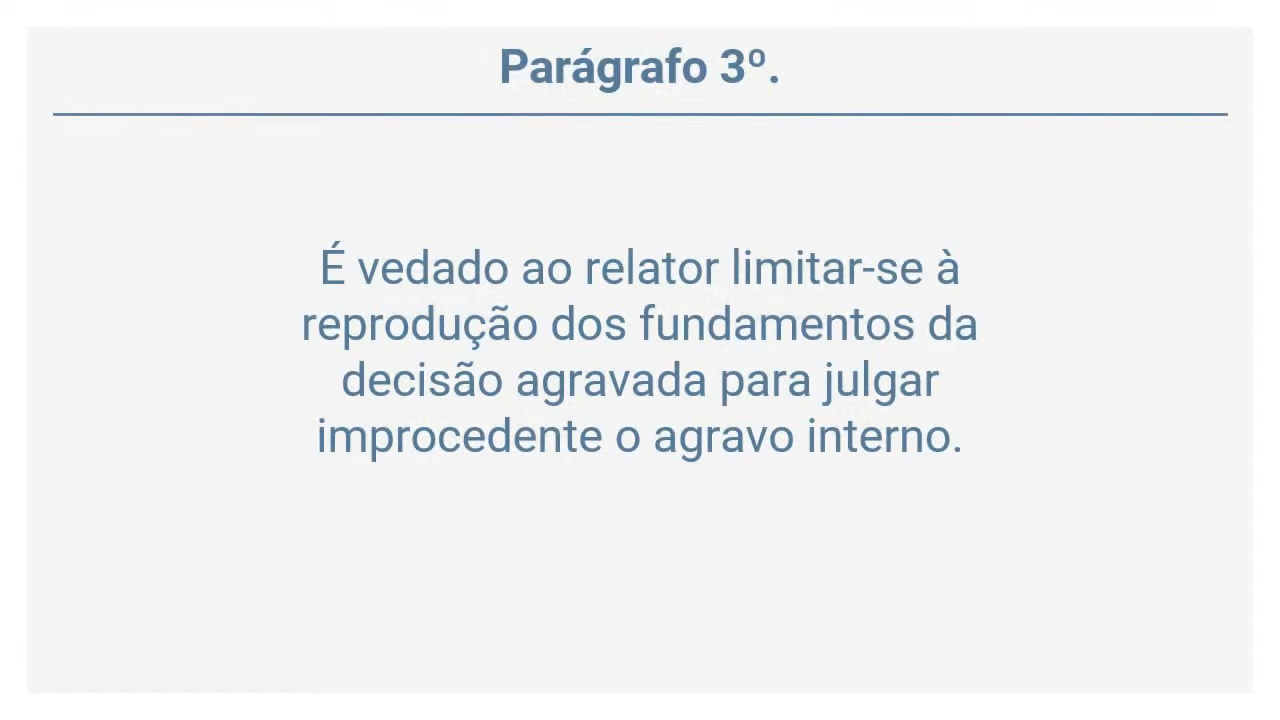 Parágrafo 3º.
É vedado ao relator limitar-se à
reprodução dos fundamentos da
decisão agravada para julgar
improcedente o agravo interno.